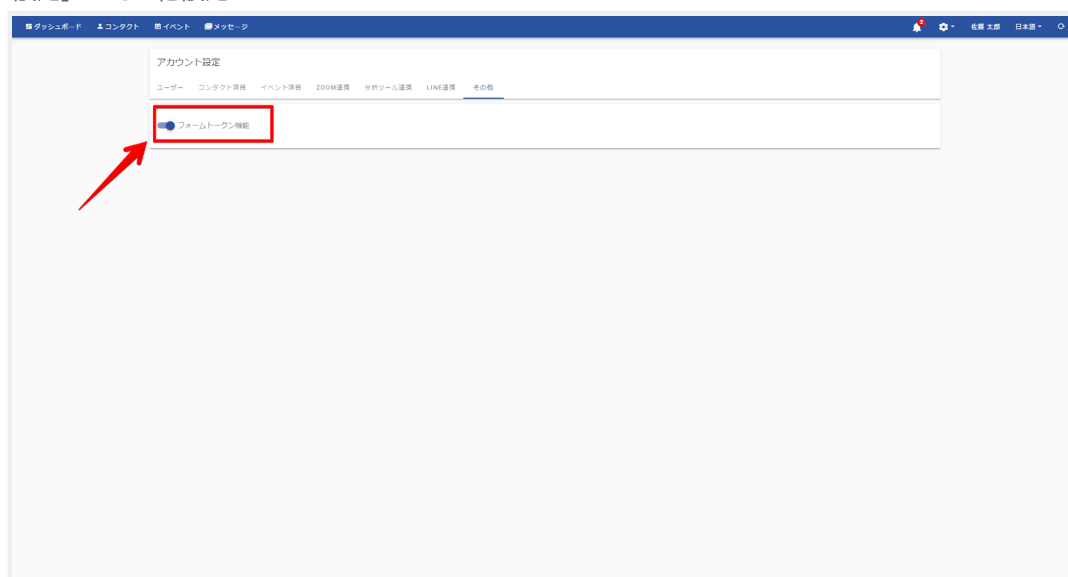 ダッシュボード コンタクト イベント メッセージ 2 佐藤 太郎 日本語
アカウント設定
ユーザー コンタクト項目 イベント項目 ZOOM連携 分析ツール連携 LINE連携 その他
フォームトークン機能